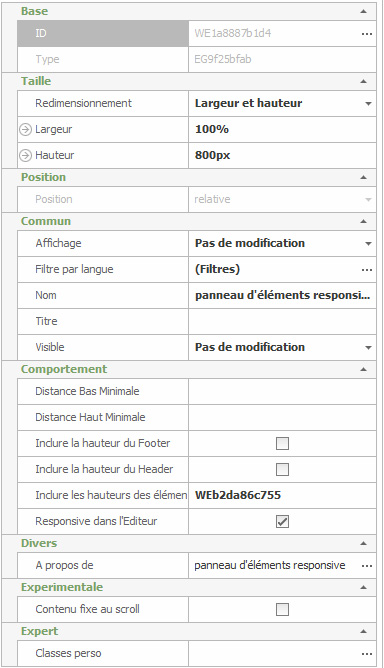 Base
ID WE1a8887b1d4 ...
Type EG9f25bfab
Taille
Redimensionnement Largeur et hauteur
Largeur 100%
Hauteur 800px
Position
Position relative
Commun
Affichage Pas de modification
Filtre par langue (Filtres) ...
Nom panneau d'éléments responsi...
Titre
Visible Pas de modification
Comportement
Distance Bas Minimale
Distance Haut Minimale
Inclure la hauteur du Footer
Inclure la hauteur du Header
Inclure les hauteurs des élémen WEb2da86c755
Responsive dans l'Editeur
Divers
A propos de panneau d'éléments responsive ...
Experimentale
Contenu fixe au scroll
Expert
Classes perso ...